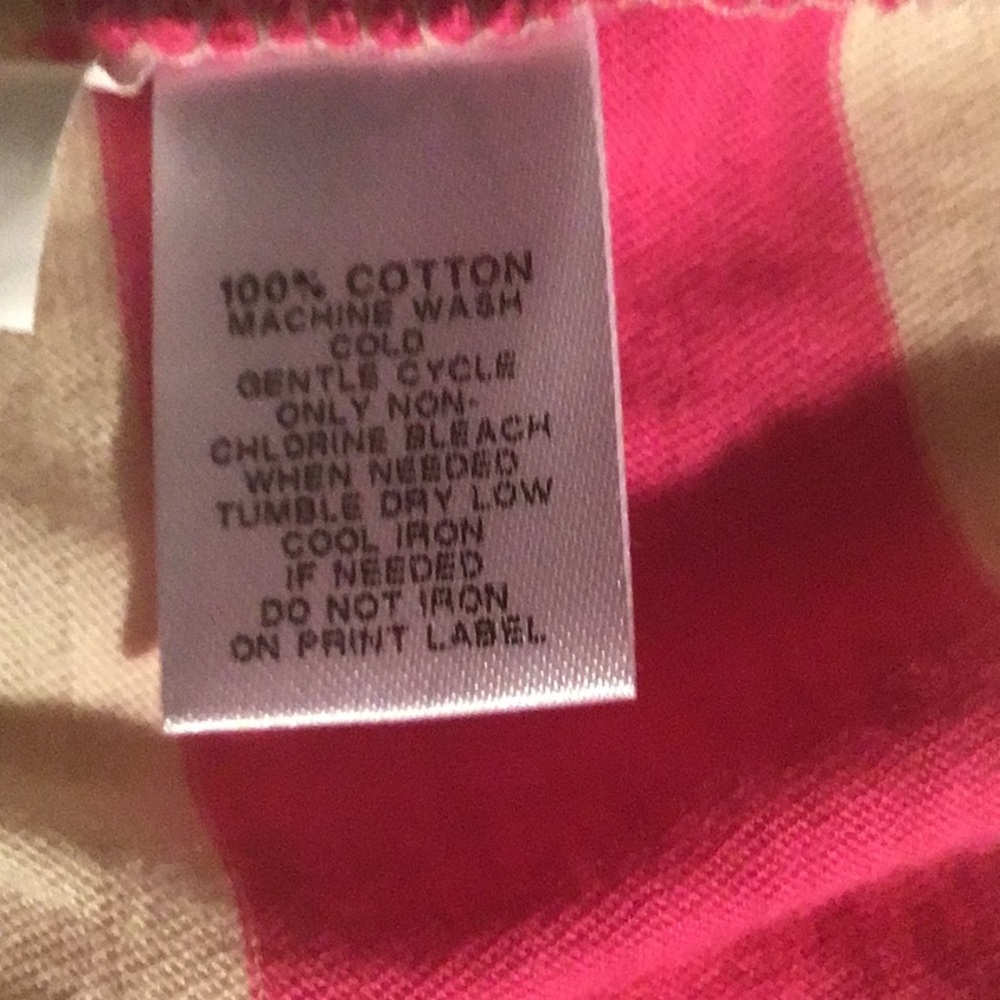 100% COTTON
MACHINE WASH
COLD
GENTLE CYCLE
ONLY NON-
CHLORINE BLEACH
WHEN NEEDED
TUMBLE DRY LOW
COOL IRON
IF NEEDED
DO NOT IRON
ON PRINT LABEL.